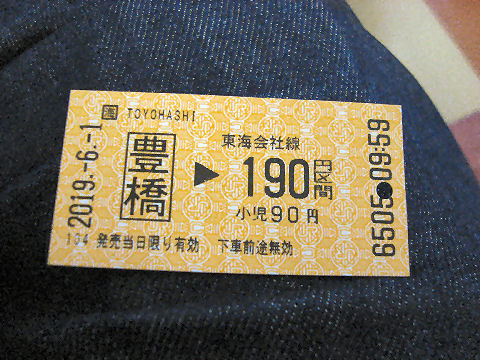 海 TOYOHASHI
2019.-6.-1
豊橋
東海会社線
▶ 190円区間
小児90円
104 発売当日限り有効 下車前途無効
6505●09:59